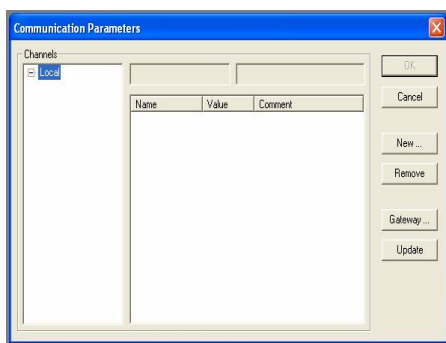 Communication Parameters
Channels
Local
Name Value Comment
OK
Cancel
New ...
Remove
Gateway ...
Update